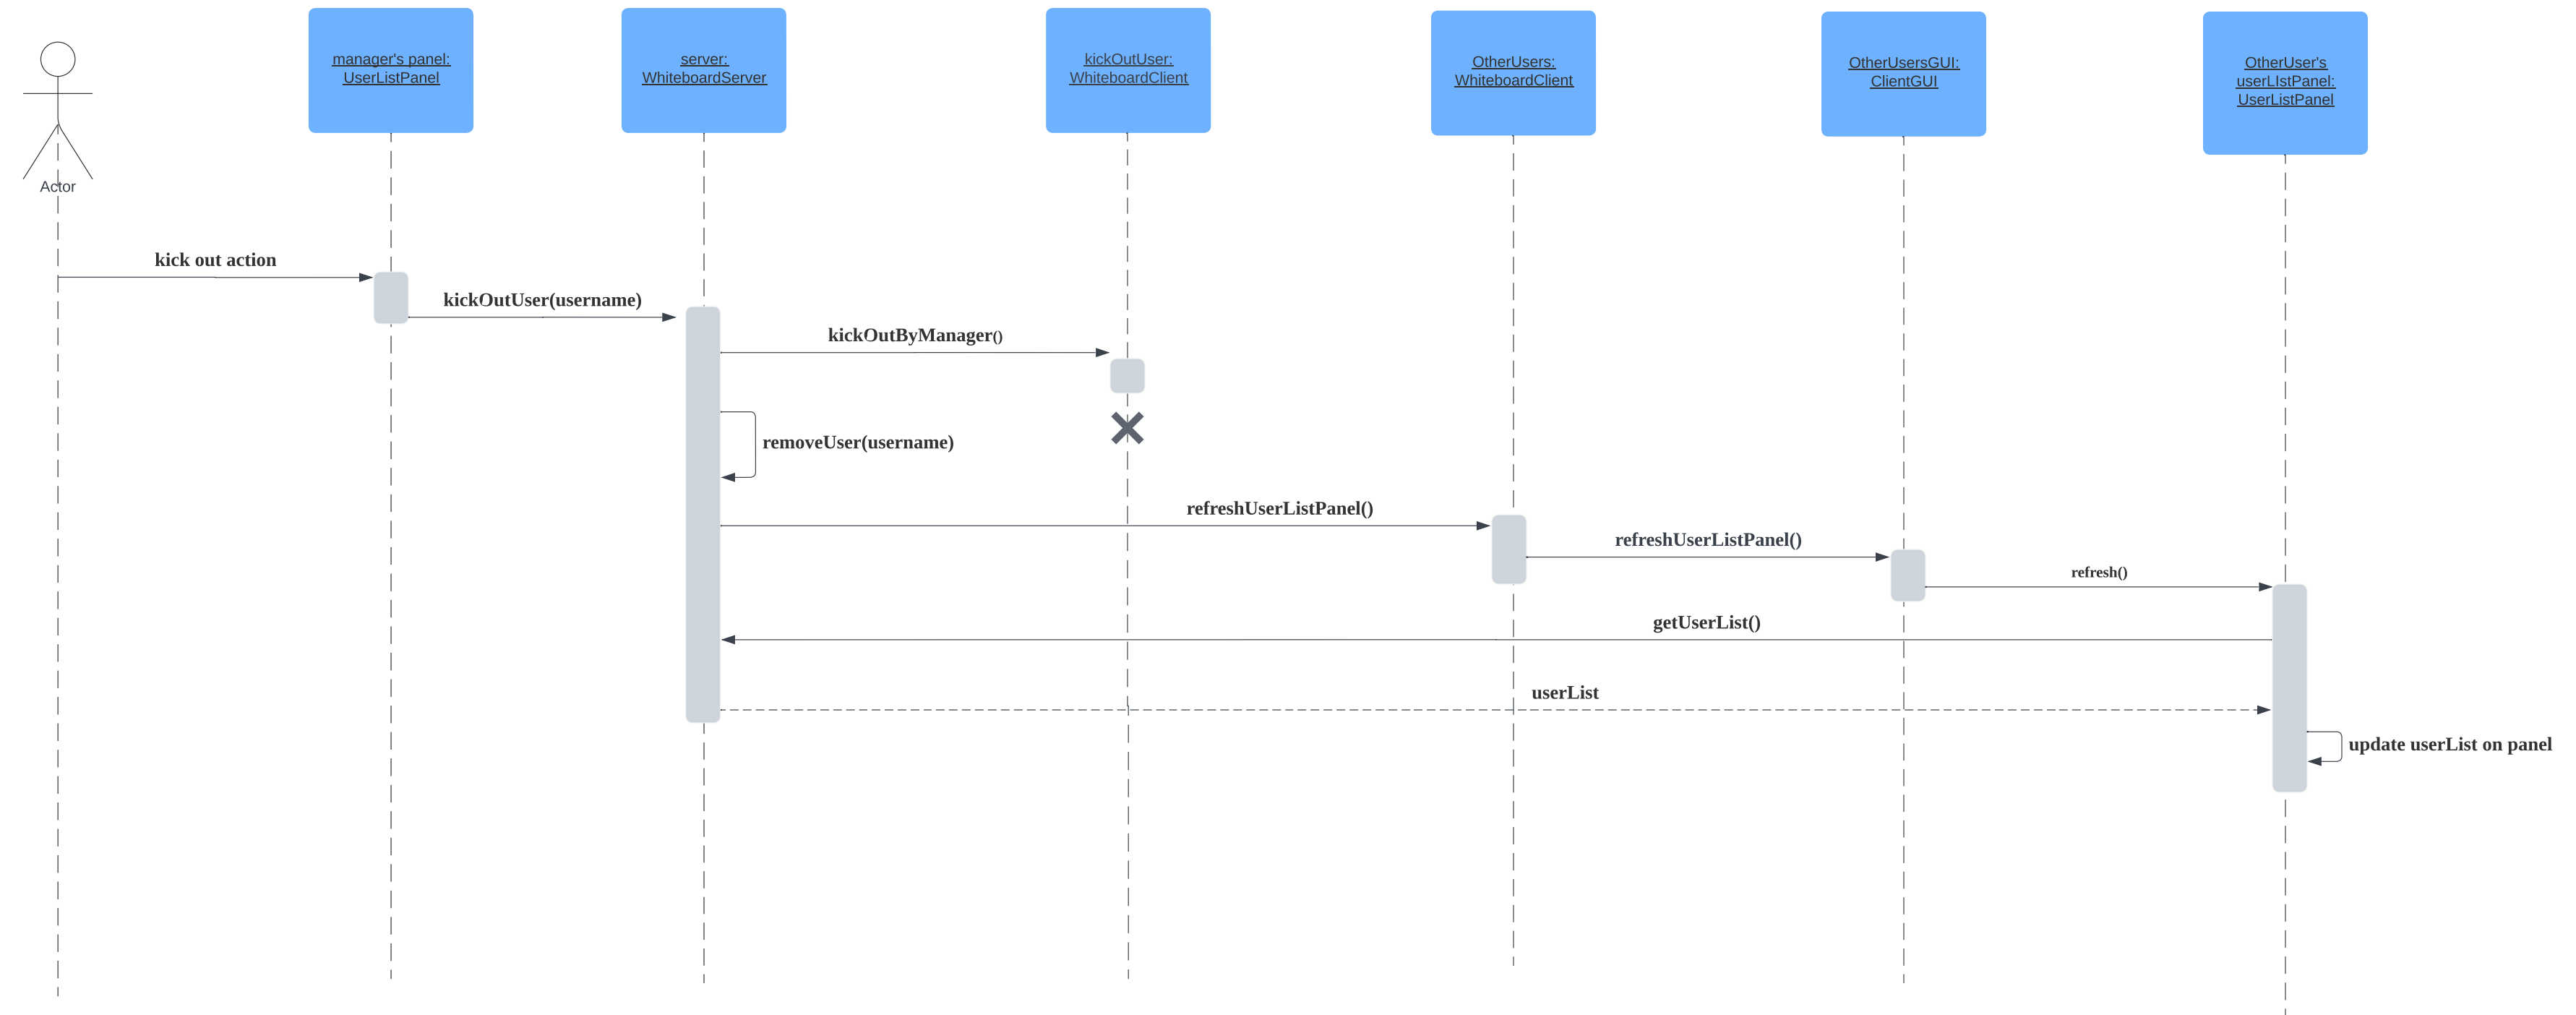 manager's panel:
UserListPanel
server:
WhiteboardServer
kickOutUser:
WhiteboardClient
OtherUsers:
WhiteboardClient
OtherUsersGUI:
ClientGUI
OtherUser's
userLIstPanel:
UserListPanel
Actor
kick out action
kickOutUser(username)
kickOutByManager()
removeUser(username)
refreshUserListPanel()
refreshUserListPanel()
refresh()
getUserList()
userList
update userList on panel